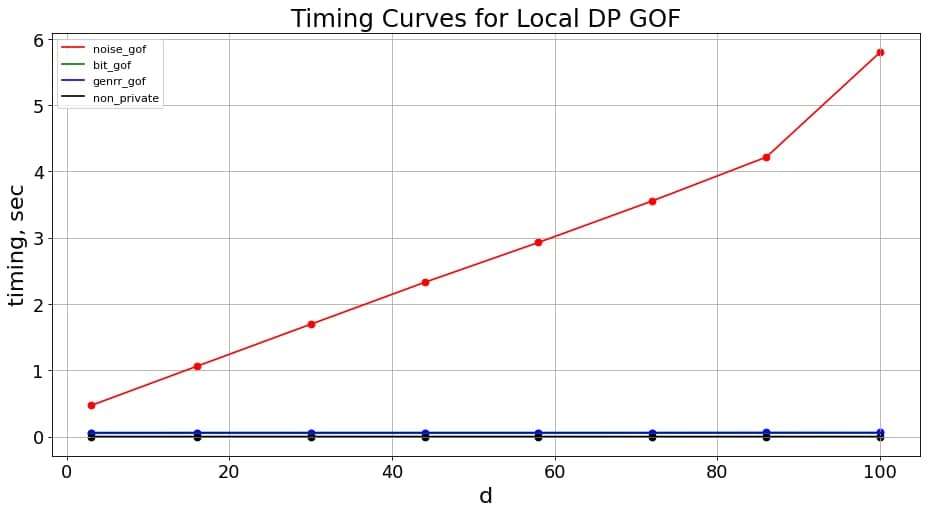 Timing Curves for Local DP GOF
noise_gof
bit_gof
genrr_gof
non_private
6
5
4
3
2
1
0
timing, sec
0 20 40 60 80 100
d